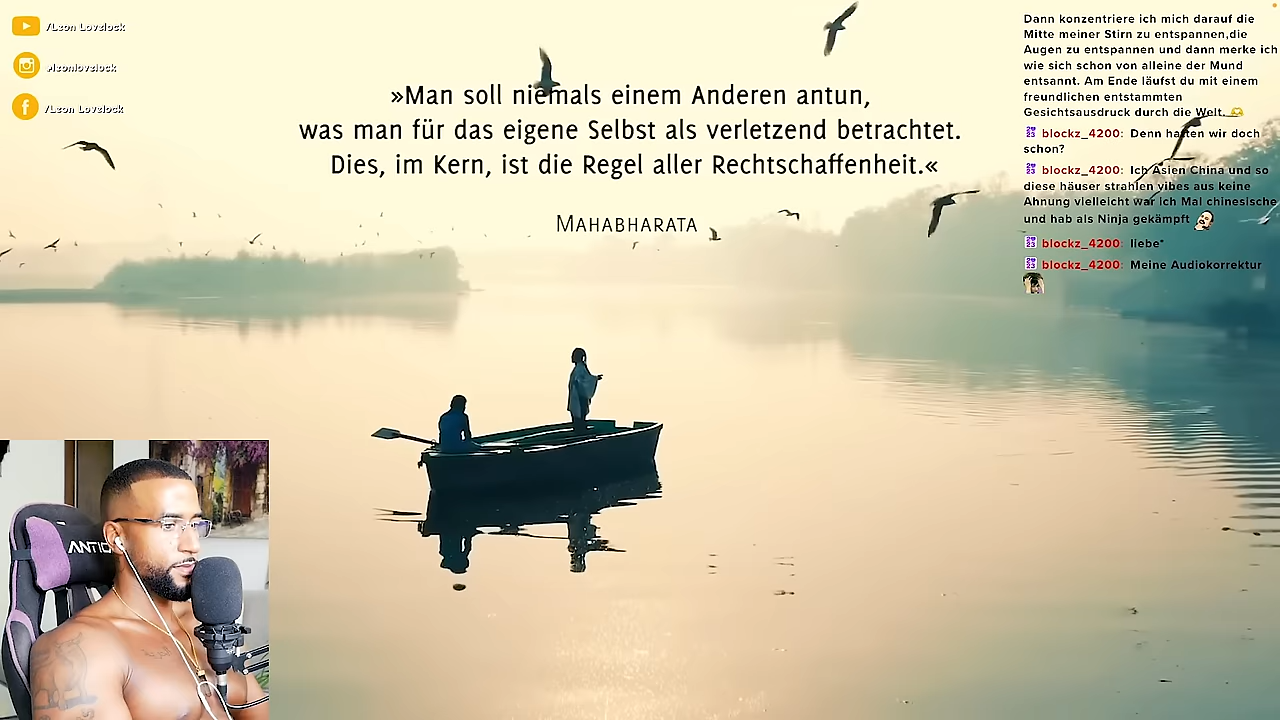 /Leon Lovelock
/leonlovelock
/Leon Lovelock
»Man soll niemals einem Anderen antun,
was man für das eigene Selbst als verletzend betrachtet.
Dies, im Kern, ist die Regel aller Rechtschaffenheit.«
MAHABHARATA
Dann konzentriere ich mich darauf die
Mitte meiner Stirn zu entspannen,die
Augen zu entspannen und dann merke ich
wie sich schon von alleine der Mund
entsannt. Am Ende läufst du mit einem
freundlichen entstammten
Gesichtsausdruck durch die Welt.
blockz_4200: Denn hatten wir doch
schon?
blockz_4200: Ich Asien China und so
diese häuser strahlen vibes aus keine
Ahnung vielleicht war ich Mal chinesische
und hab als Ninja gekämpft
blockz_4200: liebe*
blockz_4200: Meine Audiokorrektur